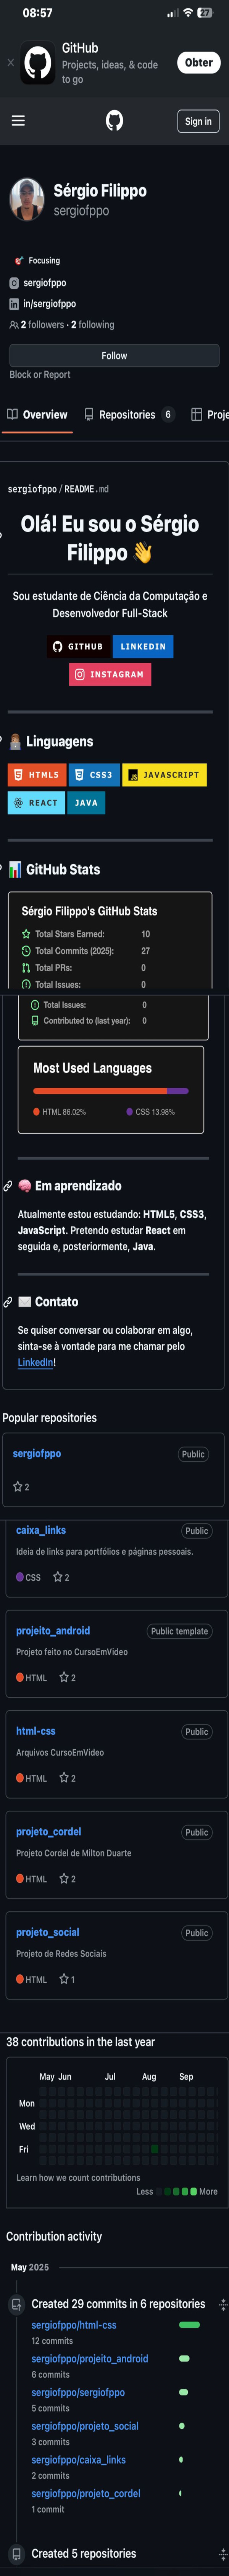 08:57
27
GitHub
Projects, ideas, & code
to go
Obter
Sign in
Sérgio Filippo
sergiofppo
Focusing
sergiofppo
in/sergiofppo
2 followers · 2 following
Follow
Block or Report
Overview
Repositories 6
Proje
sergiofppo/README.md
Olá! Eu sou o Sérgio
Filippo 👋
Sou estudante de Ciência da Computação e
Desenvolvedor Full-Stack
GITHUB
LINKEDIN
INSTAGRAM
Linguagens
HTML5
CSS3
JAVASCRIPT
REACT
JAVA
GitHub Stats
Sérgio Filippo's GitHub Stats
Total Stars Earned: 10
Total Commits (2025): 27
Total PRs: 0
Total Issues: 0
Total Issues: 0
Contributed to (last year): 0
Most Used Languages
HTML 86.02%
CSS 13.98%
Em aprendizado
Atualmente estou estudando: HTML5, CSS3,
JavaScript. Pretendo estudar React em
seguida e, posteriormente, Java.
Contato
Se quiser conversar ou colaborar em algo,
sinta-se à vontade para me chamar pelo
LinkedIn!
Popular repositories
sergiofppo
Public
2
caixa_links
Public
Ideia de links para portfólios e páginas pessoais.
CSS 2
projeito_android
Public template
Projeto feito no CursoEmVideo
HTML 2
html-css
Public
Arquivos CursoEmVideo
HTML 2
projeto_cordel
Public
Projeto Cordel de Milton Duarte
HTML 2
projeto_social
Public
Projeto de Redes Sociais
HTML 1
38 contributions in the last year
May Jun Jul Aug Sep
Mon
Wed
Fri
Learn how we count contributions
Less More
Contribution activity
May 2025
Created 29 commits in 6 repositories
sergiofppo/html-css
12 commits
sergiofppo/projeito_android
6 commits
sergiofppo/sergiofppo
5 commits
sergiofppo/projeto_social
3 commits
sergiofppo/caixa_links
2 commits
sergiofppo/projeto_cordel
1 commit
Created 5 repositories